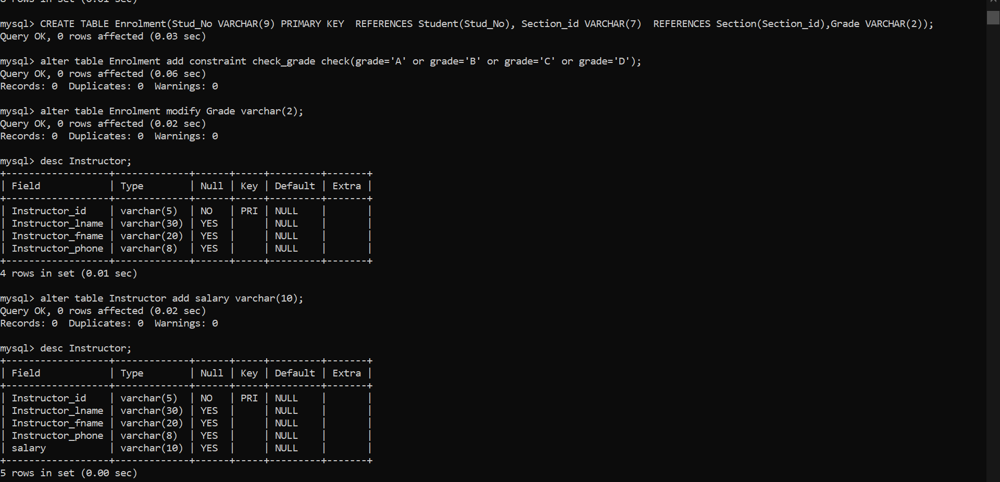 8 rows in set (0.01 sec)
mysql> CREATE TABLE Enrolment(Stud_No VARCHAR(9) PRIMARY KEY  REFERENCES Student(Stud_No), Section_id VARCHAR(7)  REFERENCES Section(Section_id),Grade VARCHAR(2));
Query OK, 0 rows affected (0.03 sec)
mysql> alter table Enrolment add constraint check_grade check(grade='A' or grade='B' or grade='C' or grade='D');
Query OK, 0 rows affected (0.06 sec)
Records: 0  Duplicates: 0  Warnings: 0
mysql> alter table Enrolment modify Grade varchar(2);
Query OK, 0 rows affected (0.02 sec)
Records: 0  Duplicates: 0  Warnings: 0
mysql> desc Instructor;
+------------------+-------------+------+-----+---------+-------+
| Field            | Type        | Null | Key | Default | Extra |
+------------------+-------------+------+-----+---------+-------+
| Instructor_id    | varchar(5)  | NO   | PRI | NULL    |       |
| Instructor_lname | varchar(30) | YES  |     | NULL    |       |
| Instructor_fname | varchar(20) | YES  |     | NULL    |       |
| Instructor_phone | varchar(8)  | YES  |     | NULL    |       |
+------------------+-------------+------+-----+---------+-------+
4 rows in set (0.01 sec)
mysql> alter table Instructor add salary varchar(10);
Query OK, 0 rows affected (0.02 sec)
Records: 0  Duplicates: 0  Warnings: 0
mysql> desc Instructor;
+------------------+-------------+------+-----+---------+-------+
| Field            | Type        | Null | Key | Default | Extra |
+------------------+-------------+------+-----+---------+-------+
| Instructor_id    | varchar(5)  | NO   | PRI | NULL    |       |
| Instructor_lname | varchar(30) | YES  |     | NULL    |       |
| Instructor_fname | varchar(20) | YES  |     | NULL    |       |
| Instructor_phone | varchar(8)  | YES  |     | NULL    |       |
| salary           | varchar(10) | YES  |     | NULL    |       |
+------------------+-------------+------+-----+---------+-------+
5 rows in set (0.00 sec)